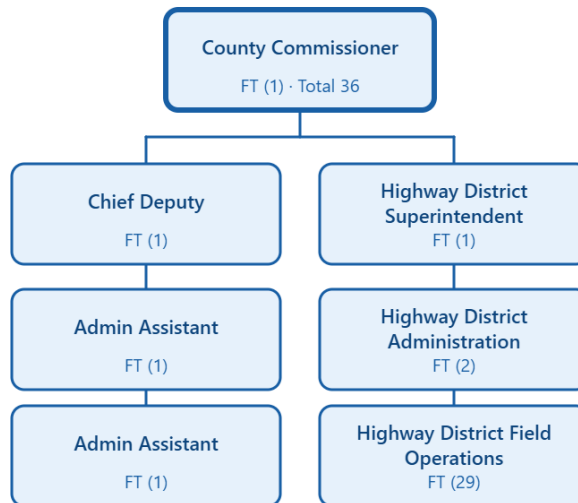 County Commissioner
FT (1) · Total 36
Chief Deputy
FT (1)
Highway District
Superintendent
FT (1)
Admin Assistant
FT (1)
Highway District
Administration
FT (2)
Admin Assistant
FT (1)
Highway District Field
Operations
FT (29)